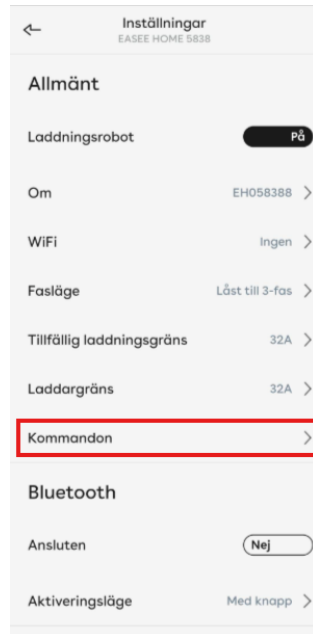 Inställningar
EASEE HOME 5838
Allmänt
Laddningsrobot På
Om EH058388
WiFi Ingen
Fasläge Låst till 3-fas
Tillfällig laddningsgräns 32A
Laddargräns 32A
Kommandon
Bluetooth
Ansluten Nej
Aktiveringsläge Med knapp